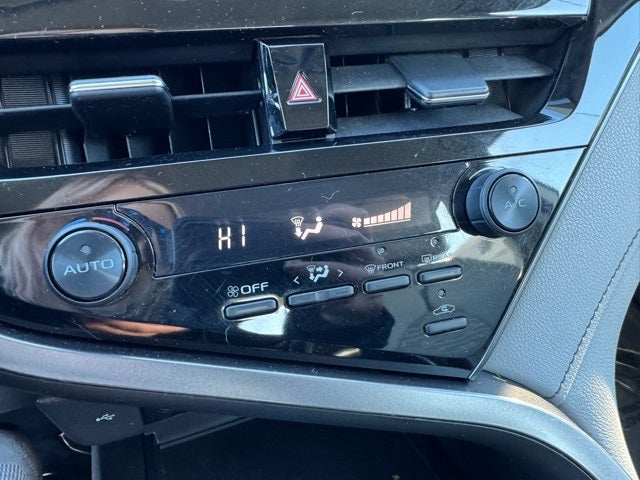 HI
A/C
AUTO
OFF
< >
FRONT
REAR